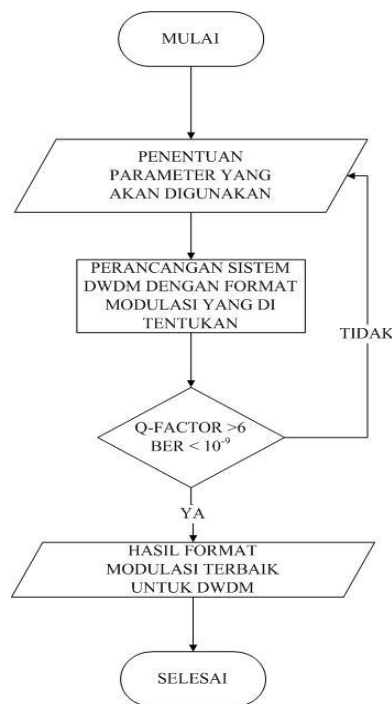 MULAI
PENENTUAN
PARAMETER YANG
AKAN DIGUNAKAN
PERANCANGAN SISTEM
DWDM DENGAN FORMAT
MODULASI YANG DI
TENTUKAN
TIDAK
Q-FACTOR >6
BER < 10⁻⁹
YA
HASIL FORMAT
MODULASI TERBAIK
UNTUK DWDM
SELESAI